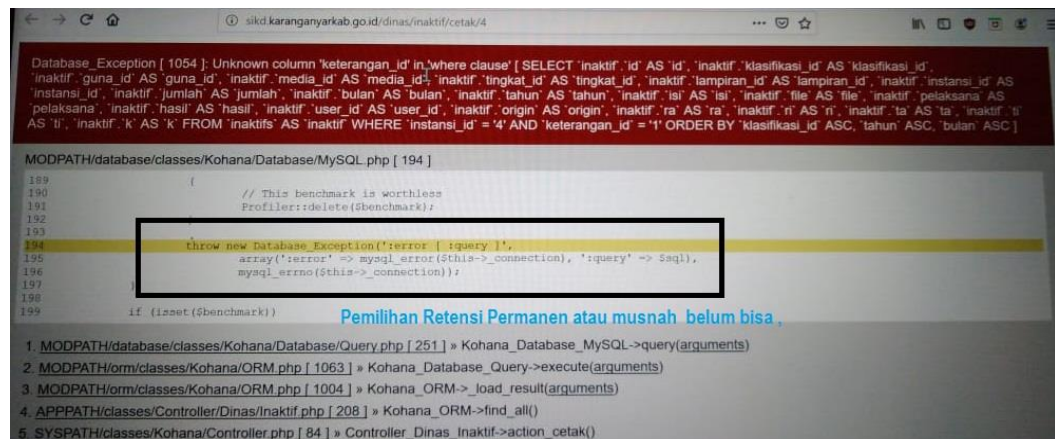 sikd.karanganyarkab.go.id/dinas/inaktif/cetak/4
Database_Exception [ 1054 ]: Unknown column 'keterangan_id' in 'where clause' [ SELECT `inaktif`.`id` AS `id`, `inaktif`.`klasifikasi_id` AS `klasifikasi_id`,
`inaktif`.`guna_id` AS `guna_id`, `inaktif`.`media_id` AS `media_id`, `inaktif`.`tingkat_id` AS `tingkat_id`, `inaktif`.`lampiran_id` AS `lampiran_id`, `inaktif`.`instansi_id` AS
`instansi_id`, `inaktif`.`jumlah` AS `jumlah`, `inaktif`.`bulan` AS `bulan`, `inaktif`.`tahun` AS `tahun`, `inaktif`.`isi` AS `isi`, `inaktif`.`file` AS `file`, `inaktif`.`pelaksana` AS
`pelaksana`, `inaktif`.`hasil` AS `hasil`, `inaktif`.`user_id` AS `user_id`, `inaktif`.`origin` AS `origin`, `inaktif`.`ra` AS `ra`, `inaktif`.`ri` AS `ri`, `inaktif`.`ta` AS `ta`, `inaktif`.`ti`
AS `ti`, `inaktif`.`k` AS `k` FROM `inaktifs` AS `inaktif` WHERE `instansi_id` = '4' AND `keterangan_id` = '1' ORDER BY `klasifikasi_id` ASC, `tahun` ASC, `bulan` ASC ]
MODPATH/database/classes/Kohana/Database/MySQL.php [ 194 ]
189 {
190 // This benchmark is worthless
191 Profiler::delete($benchmark);
192 }
193
194 throw new Database_Exception(':error [ :query ]',
195 array(':error' => mysql_error($this->_connection), ':query' => $sql),
196 mysql_errno($this->_connection));
197 }
198
199 if (isset($benchmark))
Pemilihan Retensi Permanen atau musnah belum bisa ,
1. MODPATH/database/classes/Kohana/Database/Query.php [ 251 ] » Kohana_Database_MySQL->query(arguments)
2. MODPATH/orm/classes/Kohana/ORM.php [ 1063 ] » Kohana_Database_Query->execute(arguments)
3. MODPATH/orm/classes/Kohana/ORM.php [ 1004 ] » Kohana_ORM->_load_result(arguments)
4. APPPATH/classes/Controller/Dinas/Inaktif.php [ 208 ] » Kohana_ORM->find_all()
5. SYSPATH/classes/Kohana/Controller.php [ 84 ] » Controller_Dinas_Inaktif->action_cetak()